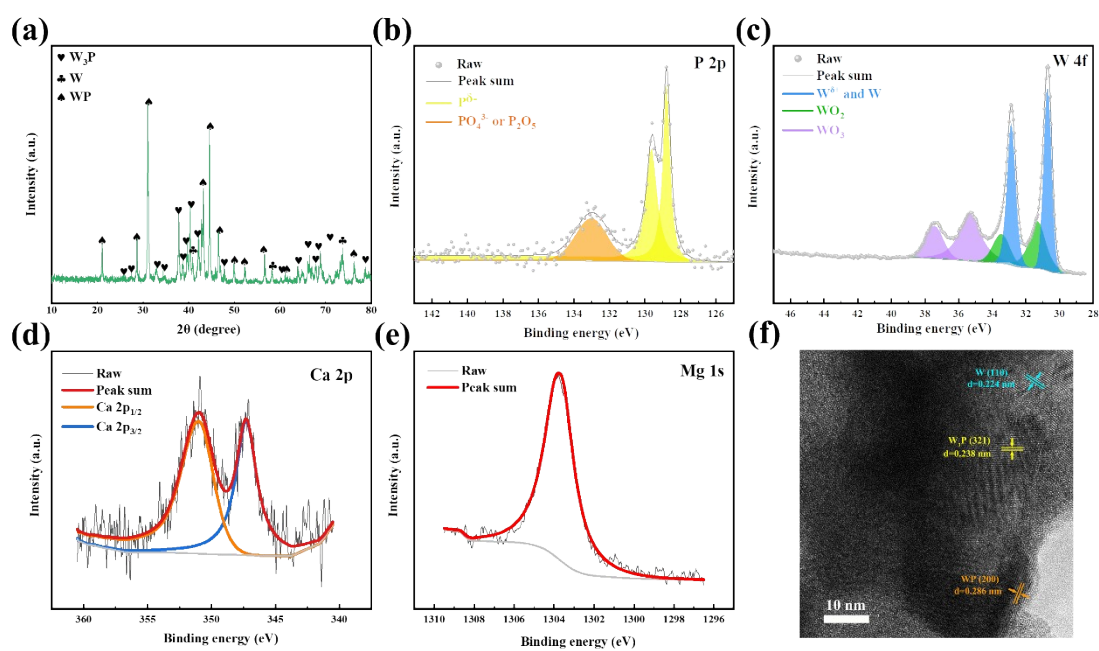 (a)
W₃P
W
WP
Intensity (a.u.)
10 20 30 40 50 60 70 80
2θ (degree)
(b)
Raw
Peak sum
P^δ-
PO₄³⁻ or P₂O₅
P 2p
Intensity (a.u.)
142 140 138 136 134 132 130 128 126
Binding energy (eV)
(c)
Raw
Peak sum
W^δ⁺ and W
WO₂
WO₃
W 4f
Intensity (a.u.)
46 44 42 40 38 36 34 32 30 28
Binding energy (eV)
(d)
Raw
Peak sum
Ca 2p₁/₂
Ca 2p₃/₂
Ca 2p
Intensity (a.u.)
360 355 350 345 340
Binding energy (eV)
(e)
Raw
Peak sum
Mg 1s
Intensity (a.u.)
1310 1308 1306 1304 1302 1300 1298 1296
Binding energy (eV)
(f)
W (110)
d=0.224 nm
W₃P (321)
d=0.238 nm
WP (200)
d=0.286 nm
10 nm